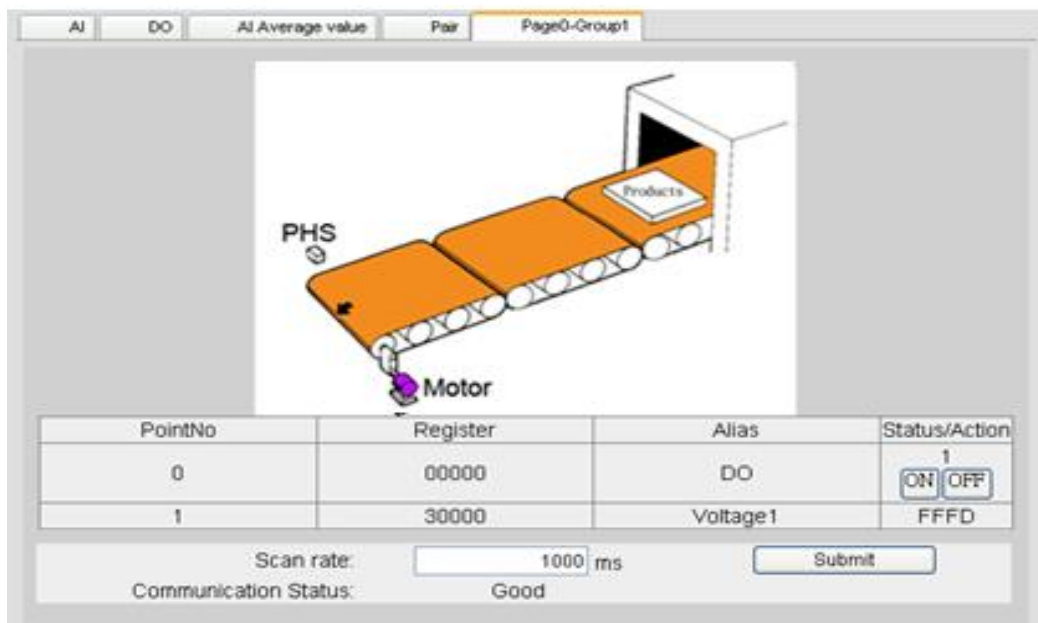 AI DO AI Average value Pair Page0-Group1
Products
PHS
Motor
PointNo Register Alias Status/Action
0 00000 DO 1
ON OFF
1 30000 Voltage1 FFFD
Scan rate: 1000 ms Submit
Communication Status: Good